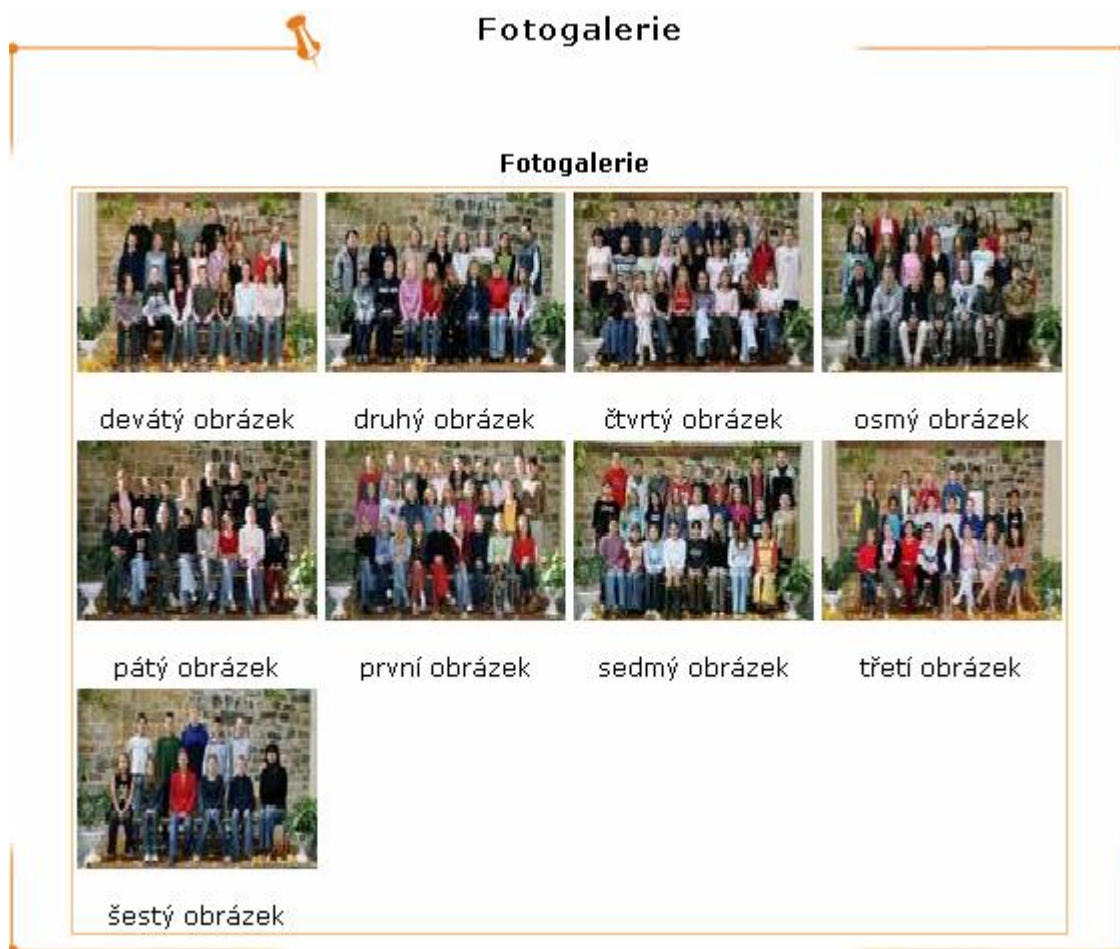 Fotogalerie
Fotogalerie
devátý obrázek
druhý obrázek
čtvrtý obrázek
osmý obrázek
pátý obrázek
první obrázek
sedmý obrázek
třetí obrázek
šestý obrázek